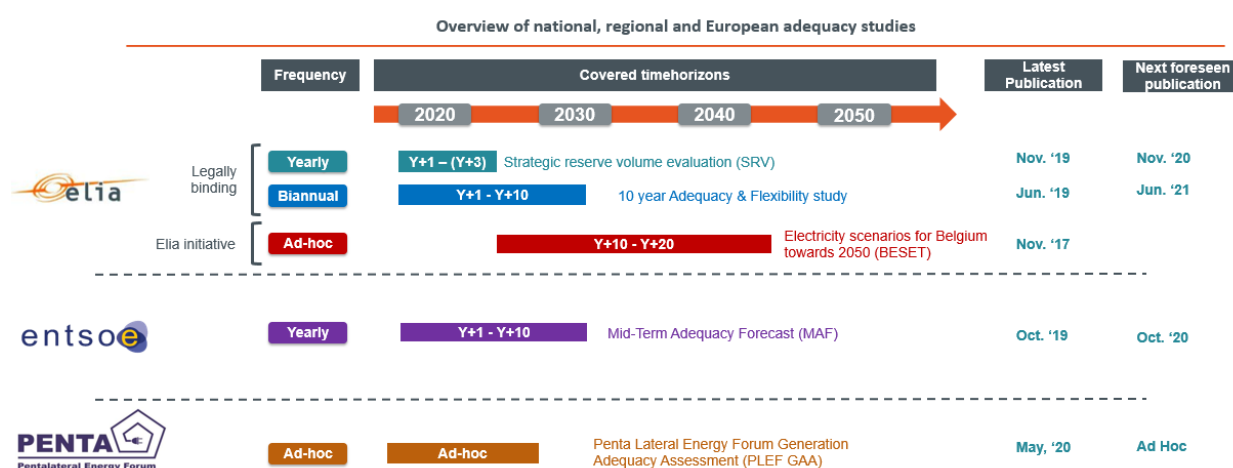 Overview of national, regional and European adequacy studies
Frequency
Covered timehorizons
Latest
Publication
Next foreseen
publication
2020
2030
2040
2050
elia
Legally
binding
Yearly
Y+1 – (Y+3)
Strategic reserve volume evaluation (SRV)
Nov. ‘19
Nov. ‘20
Biannual
Y+1 - Y+10
10 year Adequacy & Flexibility study
Jun. ‘19
Jun. ‘21
Elia initiative
Ad-hoc
Y+10 - Y+20
Electricity scenarios for Belgium
towards 2050 (BESET)
Nov. ‘17
entsoe
Yearly
Y+1 - Y+10
Mid-Term Adequacy Forecast (MAF)
Oct. ‘19
Oct. ‘20
PENTA
Pentalateral Energy Forum
Ad-hoc
Ad-hoc
Penta Lateral Energy Forum Generation
Adequacy Assessment (PLEF GAA)
May, ‘20
Ad Hoc